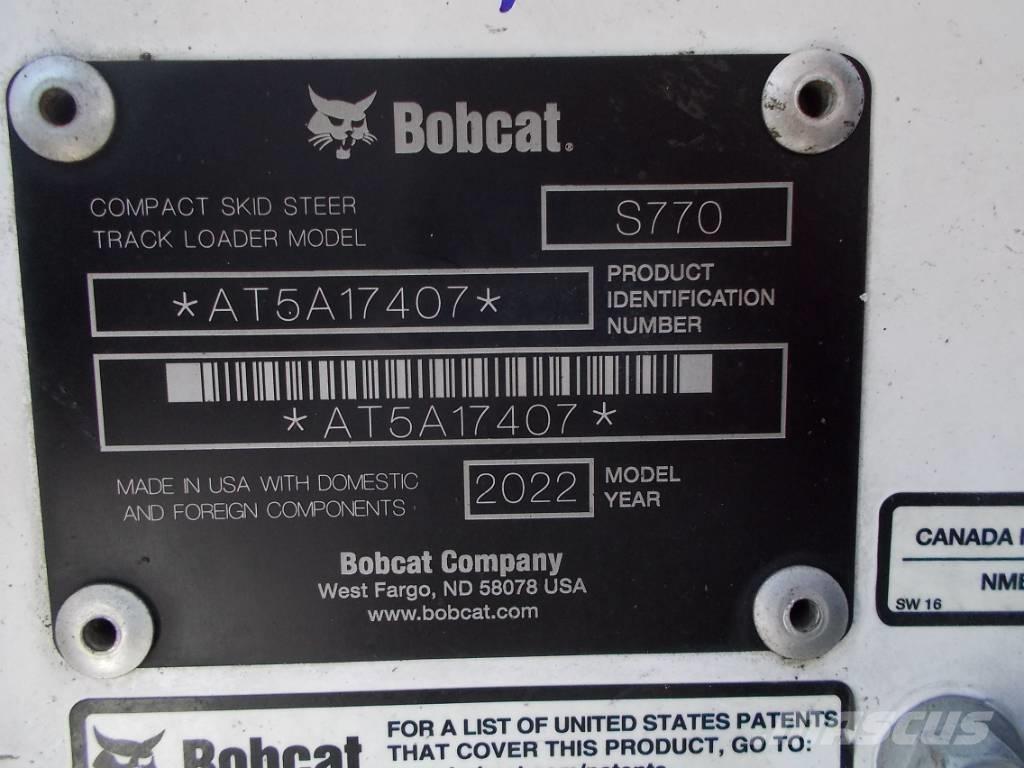 Bobcat®
COMPACT SKID STEER
TRACK LOADER MODEL
S770
*AT5A17407*
PRODUCT
IDENTIFICATION
NUMBER
*AT5A17407*
MADE IN USA WITH DOMESTIC
AND FOREIGN COMPONENTS
2022
MODEL
YEAR
Bobcat Company
West Fargo, ND 58078 USA
www.bobcat.com
CANADA
SW 16
Bobcat
FOR A LIST OF UNITED STATES PATENTS
THAT COVER THIS PRODUCT, GO TO: